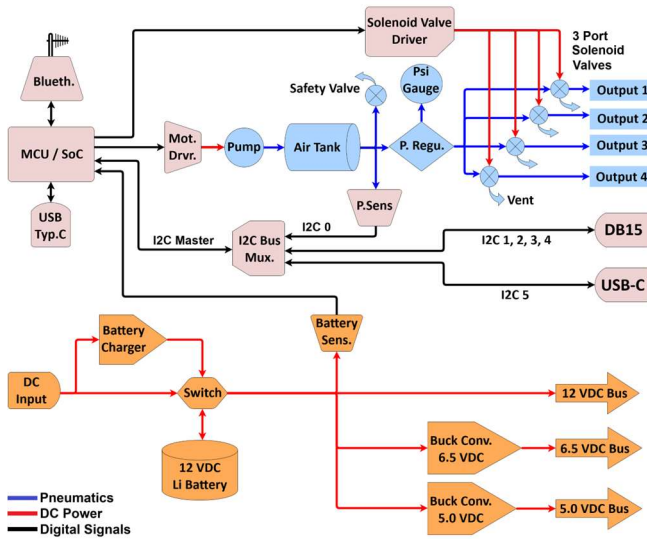 Solenoid Valve
Driver
3 Port
Solenoid
Valves
Blueth.
Safety Valve
Psi
Gauge
Output 1
Output 2
Output 3
Output 4
MCU / SoC
Mot.
Drvr.
Pump
Air Tank
P. Regu.
Vent
USB
Typ.C
P.Sens
I2C 0
I2C Master
I2C Bus
Mux.
I2C 1, 2, 3, 4
DB15
I2C 5
USB-C
Battery
Charger
Battery
Sens.
DC
Input
Switch
12 VDC Bus
12 VDC
Li Battery
Buck Conv.
6.5 VDC
6.5 VDC Bus
Buck Conv.
5.0 VDC
5.0 VDC Bus
Pneumatics
DC Power
Digital Signals